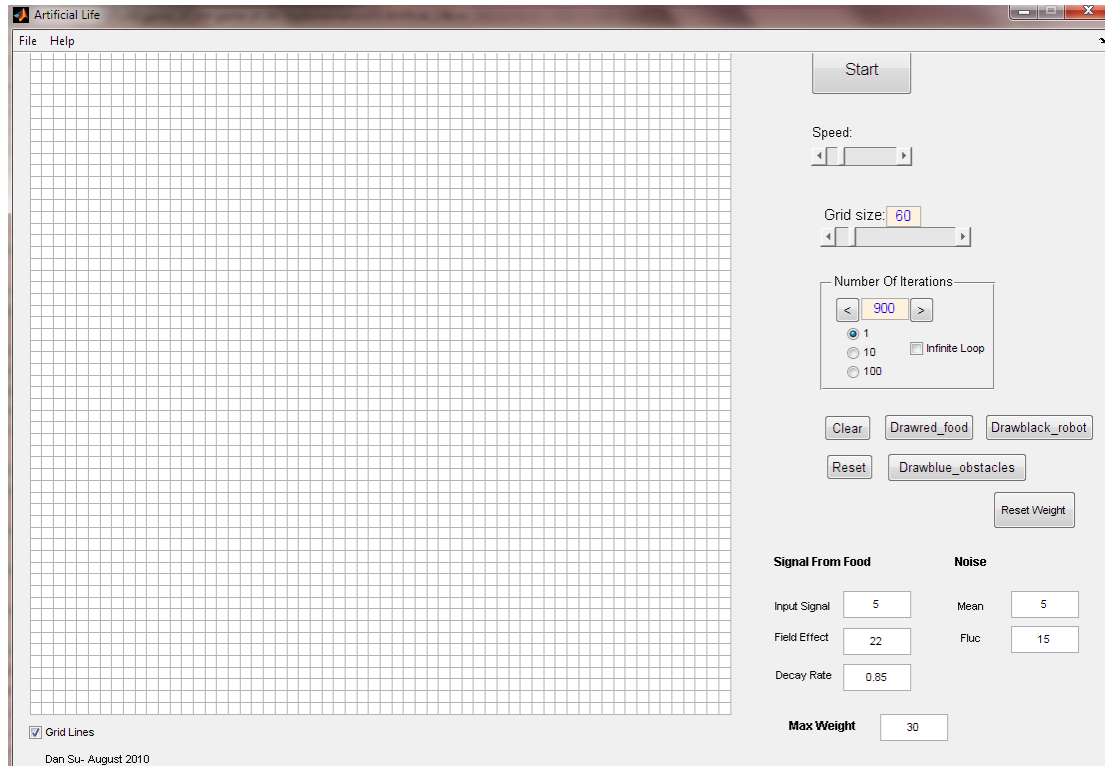 Artificial Life
File Help
Start
Speed:
Grid size: 60
Number Of Iterations
< 900 >
1
10 Infinite Loop
100
Clear Drawred_food Drawblack_robot
Reset Drawblue_obstacles
Reset Weight
Signal From Food Noise
Input Signal 5 Mean 5
Field Effect 22 Fluc 15
Decay Rate 0.85
Max Weight 30
Grid Lines
Dan Su- August 2010